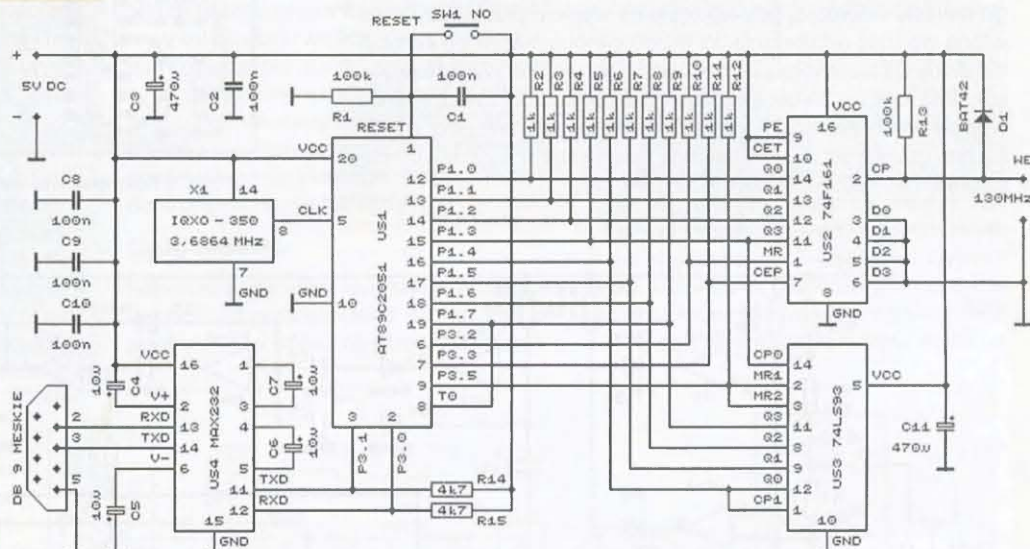 SW1 NO
RESET
+
5V DC
-
C3
470u
C2
100n
100k
R1
100n
C1
RESET
R2
R3
R4
R5
R6
R7
R8
R9
R10
R11
R12
1k
1k
1k
1k
1k
1k
1k
1k
1k
1k
1k
VCC
16
100k
R13
BAT42
D1
WE
130MHz
VCC
20
1
US1
AT89C2051
CLK
5
GND
10
X1
14
IQXO-350
3,6864 MHz
8
7
GND
C8
100n
C9
100n
C10
100n
P1.0
12
P1.1
13
P1.2
14
P1.3
15
P1.4
16
P1.5
17
P1.6
18
P1.7
19
P3.2
6
P3.3
7
P3.5
9
T0
8
3
P3.1
2
P3.0
PE
9
CET
10
Q0
14
Q1
13
Q2
12
Q3
11
MR
1
CEP
7
US2 74F161
CP
2
D0
3
D1
4
D2
5
D3
6
8
GND
CP0
14
MR1
2
MR2
3
Q3
11
Q2
8
Q1
9
Q0
12
CP1
1
US3 74LS93
VCC
5
C11
470u
10
GND
VCC
16
C4
10u
V+
2
RXD
13
TXD
14
V-
6
C5
10u
US4 MAX232
1
C7
10u
3
4
C6
10u
5
TXD
11
RXD
12
15
GND
4k7
R14
4k7
R15
DB 9 MESKIE
2
3
5